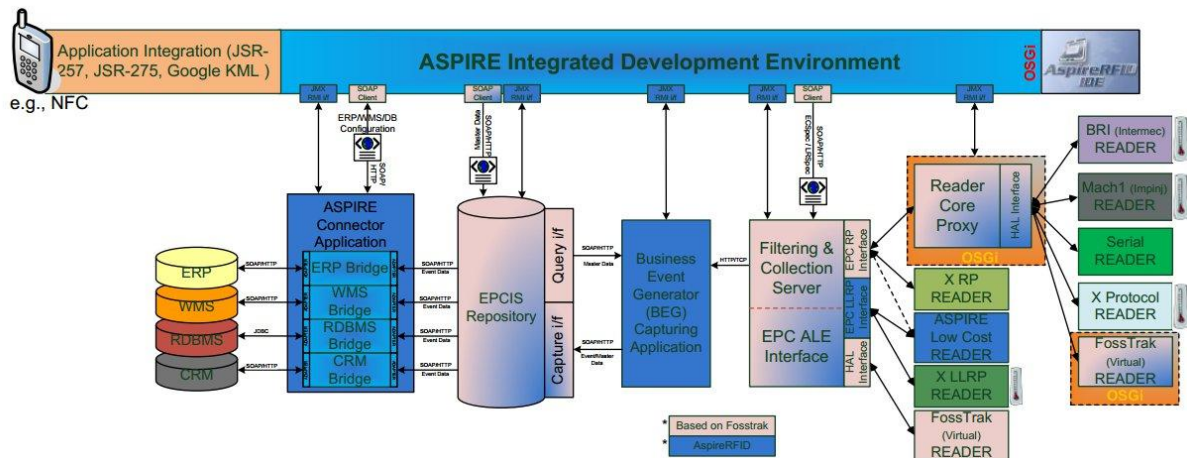 Application Integration (JSR-
257, JSR-275, Google KML )
e.g., NFC
ASPIRE Integrated Development Environment
OSGi
AspireRFID
IDE
JMX
RMI i/f
SOAP
Client
SOAP
Client
JMX
RMI i/f
JMX
RMI i/f
JMX
RMI i/f
SOAP
Client
JMX
RMI i/f
ERP/WMS/DB
Configuration
SOAP/
HTTP
Master Data
SOAP/HTTP
SOAP/HTTP
ECSpec / LRSpec
ASPIRE
Connector
Application
ERP Bridge
WMS
Bridge
RDBMS
Bridge
CRM
Bridge
ERP
WMS
RDBMS
CRM
SOAP/HTTP
SOAP/HTTP
JDBC
SOAP/HTTP
SOAP/HTTP
Event Data
SOAP/HTTP
Event Data
SOAP/HTTP
Event Data
SOAP/HTTP
Event Data
EPCIS
Repository
Query i/f
Capture i/f
SOAP/HTTP
Master Data
SOAP/HTTP
Event/Master
Data
Business
Event
Generator
(BEG)
Capturing
Application
HTTP/TCP
Filtering &
Collection
Server
EPC ALE
Interface
EPC RP
Interface
EPC LLRP
Interface
HAL
Interface
Reader
Core
Proxy
HAL Interface
OSGi
X RP
READER
ASPIRE
Low Cost
READER
X LLRP
READER
FossTrak
(Virtual)
READER
BRI (Intermec)
READER
Mach1 (Impinj)
READER
Serial
READER
X Protocol
READER
FossTrak
(Virtual)
READER
OSGi
* Based on Fosstrak
* AspireRFID